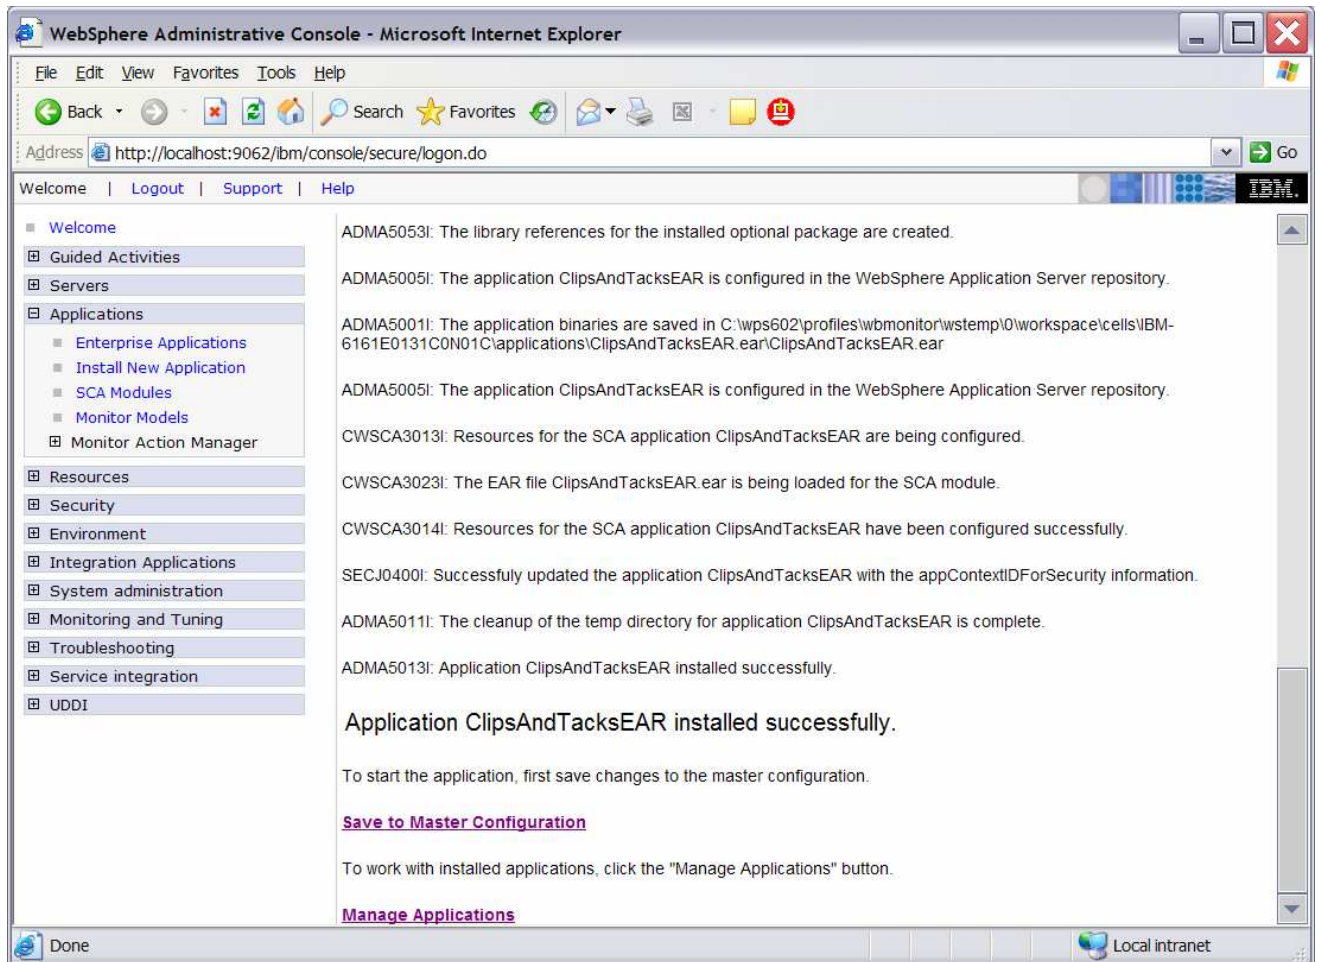 WebSphere Administrative Console - Microsoft Internet Explorer
File Edit View Favorites Tools Help
Back Search Favorites
Address http://localhost:9062/ibm/console/secure/logon.do Go
Welcome | Logout | Support | Help IBM.
Welcome
Guided Activities
Servers
Applications
Enterprise Applications
Install New Application
SCA Modules
Monitor Models
Monitor Action Manager
Resources
Security
Environment
Integration Applications
System administration
Monitoring and Tuning
Troubleshooting
Service integration
UDDI
ADMA5053I: The library references for the installed optional package are created.
ADMA5005I: The application ClipsAndTacksEAR is configured in the WebSphere Application Server repository.
ADMA5001I: The application binaries are saved in C:\wps602\profiles\wbmonitor\wstemp\0\workspace\cells\IBM-
6161E0131C0N01C\applications\ClipsAndTacksEAR.ear\ClipsAndTacksEAR.ear
ADMA5005I: The application ClipsAndTacksEAR is configured in the WebSphere Application Server repository.
CWSCA3013I: Resources for the SCA application ClipsAndTacksEAR are being configured.
CWSCA3023I: The EAR file ClipsAndTacksEAR.ear is being loaded for the SCA module.
CWSCA3014I: Resources for the SCA application ClipsAndTacksEAR have been configured successfully.
SECJ0400I: Successfuly updated the application ClipsAndTacksEAR with the appContextIDForSecurity information.
ADMA5011I: The cleanup of the temp directory for application ClipsAndTacksEAR is complete.
ADMA5013I: Application ClipsAndTacksEAR installed successfully.
Application ClipsAndTacksEAR installed successfully.
To start the application, first save changes to the master configuration.
Save to Master Configuration
To work with installed applications, click the "Manage Applications" button.
Manage Applications
Done Local intranet